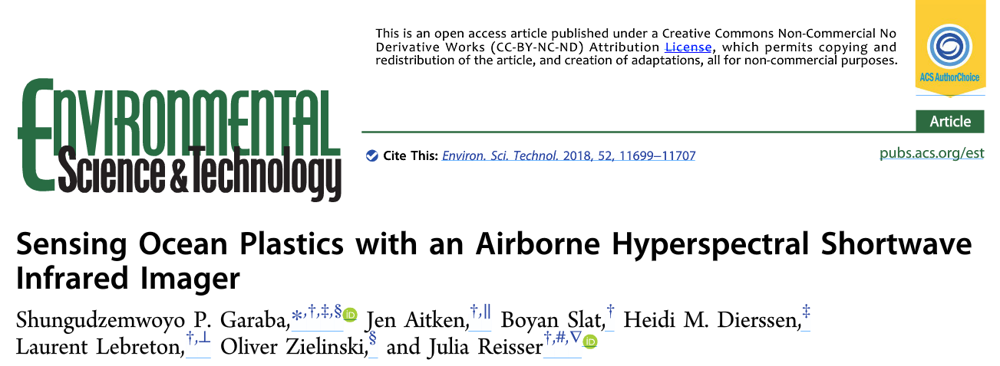 This is an open access article published under a Creative Commons Non-Commercial No
Derivative Works (CC-BY-NC-ND) Attribution License, which permits copying and
redistribution of the article, and creation of adaptations, all for non-commercial purposes.
ACS AuthorChoice
Environmental
Science & Technology
Article
Cite This: Environ. Sci. Technol. 2018, 52, 11699−11707
pubs.acs.org/est
Sensing Ocean Plastics with an Airborne Hyperspectral Shortwave
Infrared Imager
Shungudzemwoyo P. Garaba,*,†,‡,§ iD Jen Aitken,†,∥ Boyan Slat,† Heidi M. Dierssen,‡
Laurent Lebreton,†,⊥ Oliver Zielinski,§ and Julia Reisser†,#,∇ iD